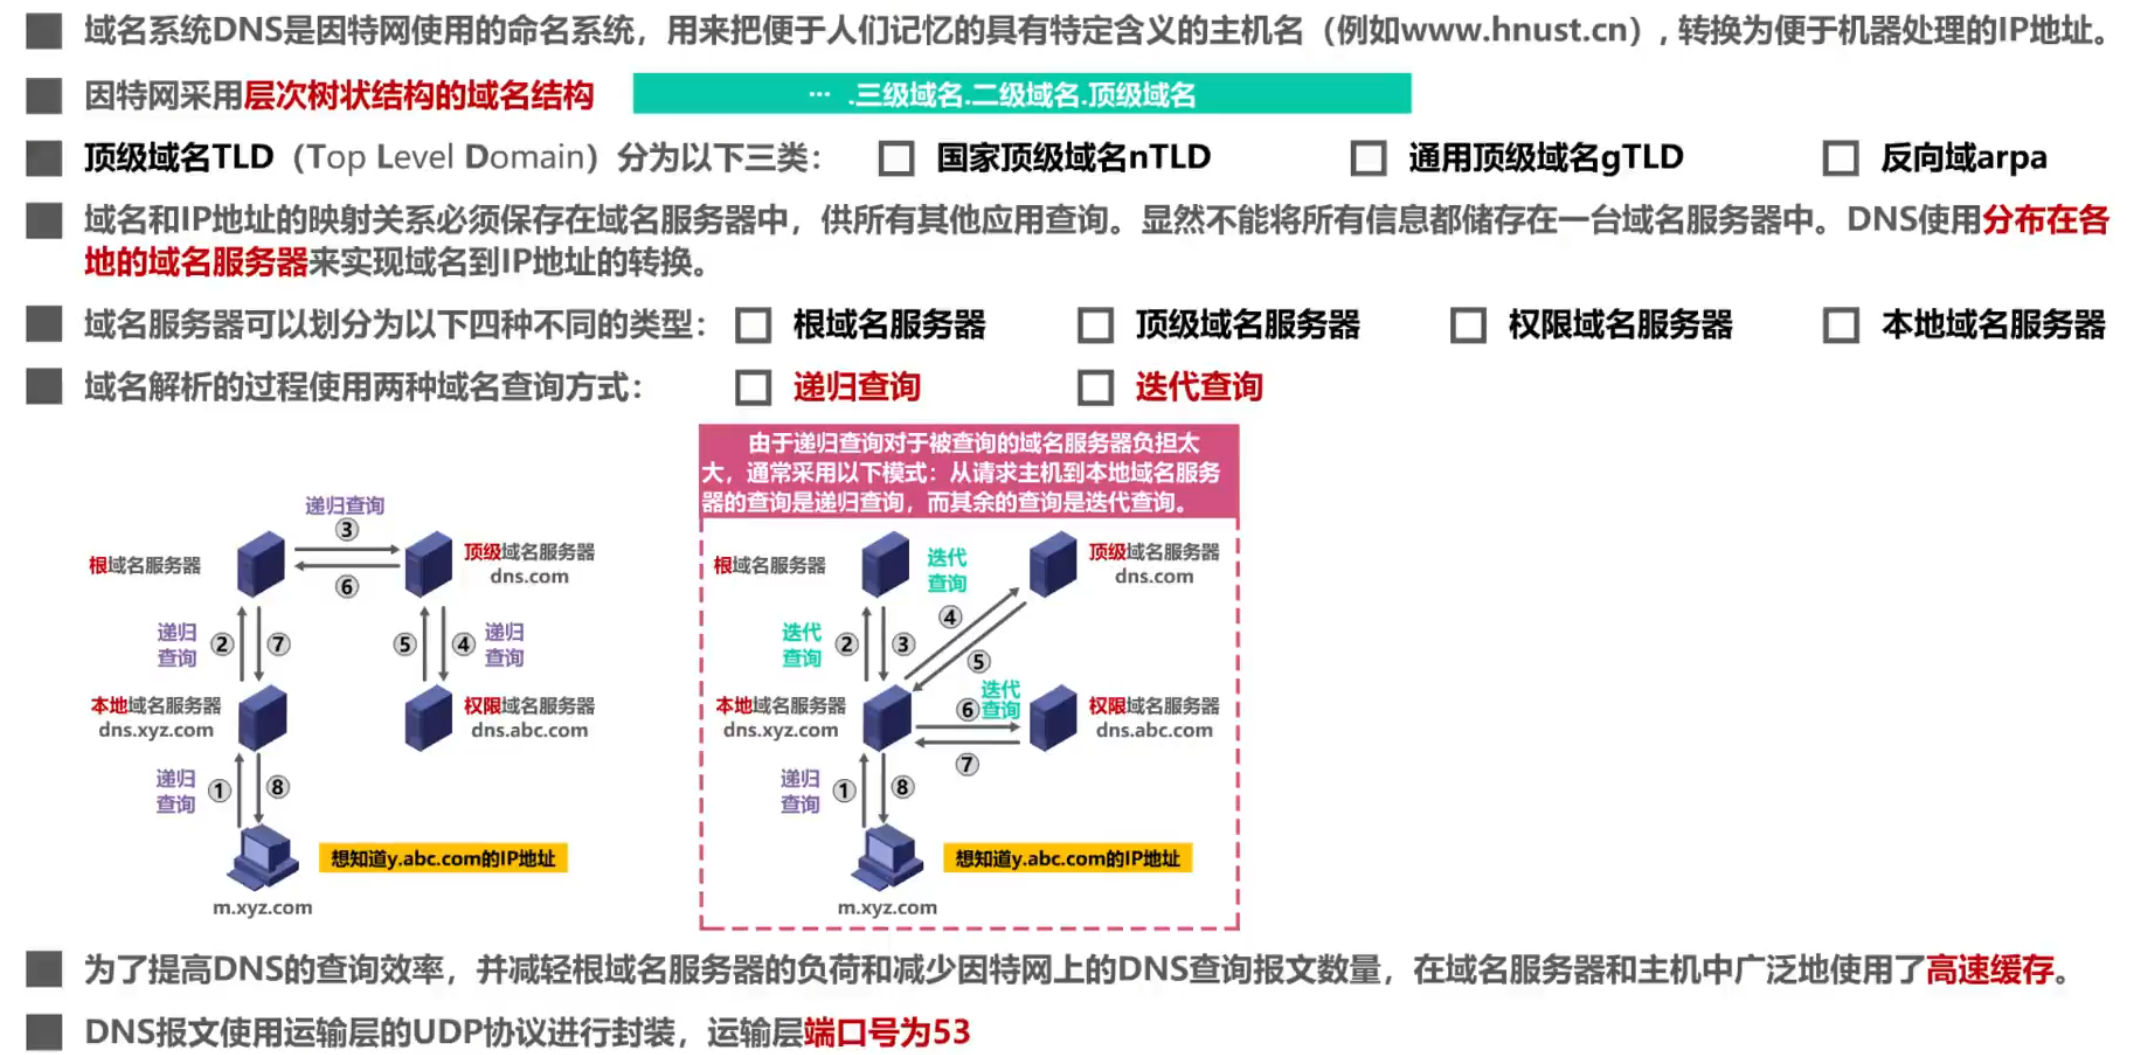 域名系统DNS是因特网使用的命名系统，用来把便于人们记忆的具有特定含义的主机名（例如www.hnust.cn），转换为便于机器处理的IP地址。
因特网采用层次树状结构的域名结构
… .三级域名.二级域名.顶级域名
顶级域名TLD（Top Level Domain）分为以下三类：
国家顶级域名nTLD
通用顶级域名gTLD
反向域arpa
域名和IP地址的映射关系必须保存在域名服务器中，供所有其他应用查询。显然不能将所有信息都储存在一台域名服务器中。DNS使用分布在各
地的域名服务器来实现域名到IP地址的转换。
域名服务器可以划分为以下四种不同的类型：
根域名服务器
顶级域名服务器
权限域名服务器
本地域名服务器
域名解析的过程使用两种域名查询方式：
递归查询
迭代查询
递归查询
③
根域名服务器
顶级域名服务器
dns.com
⑥
递归
查询
②
⑦
⑤
④
递归
查询
本地域名服务器
dns.xyz.com
权限域名服务器
dns.abc.com
递归
查询
①
⑧
想知道y.abc.com的IP地址
m.xyz.com
由于递归查询对于被查询的域名服务器负担太
大，通常采用以下模式：从请求主机到本地域名服务
器的查询是递归查询，而其余的查询是迭代查询。
根域名服务器
迭代
查询
顶级域名服务器
dns.com
④
迭代
查询
②
③
⑤
本地域名服务器
dns.xyz.com
迭代
查询
⑥
权限域名服务器
dns.abc.com
⑦
递归
查询
①
⑧
想知道y.abc.com的IP地址
m.xyz.com
为了提高DNS的查询效率，并减轻根域名服务器的负荷和减少因特网上的DNS查询报文数量，在域名服务器和主机中广泛地使用了高速缓存。
DNS报文使用运输层的UDP协议进行封装，运输层端口号为53